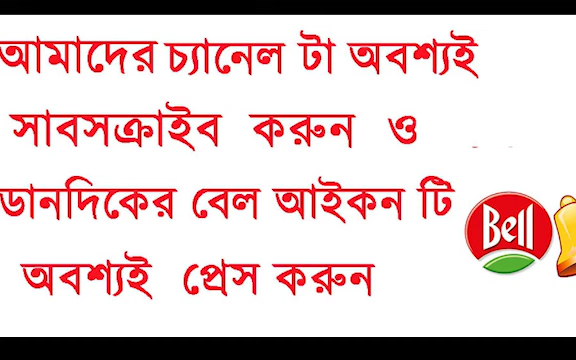 আমাদের চ্যানেল টা অবশ্যই
সাবসক্রাইব করুন ও
ডানদিকের বেল আইকন টি
Bell
অবশ্যই প্রেস করুন